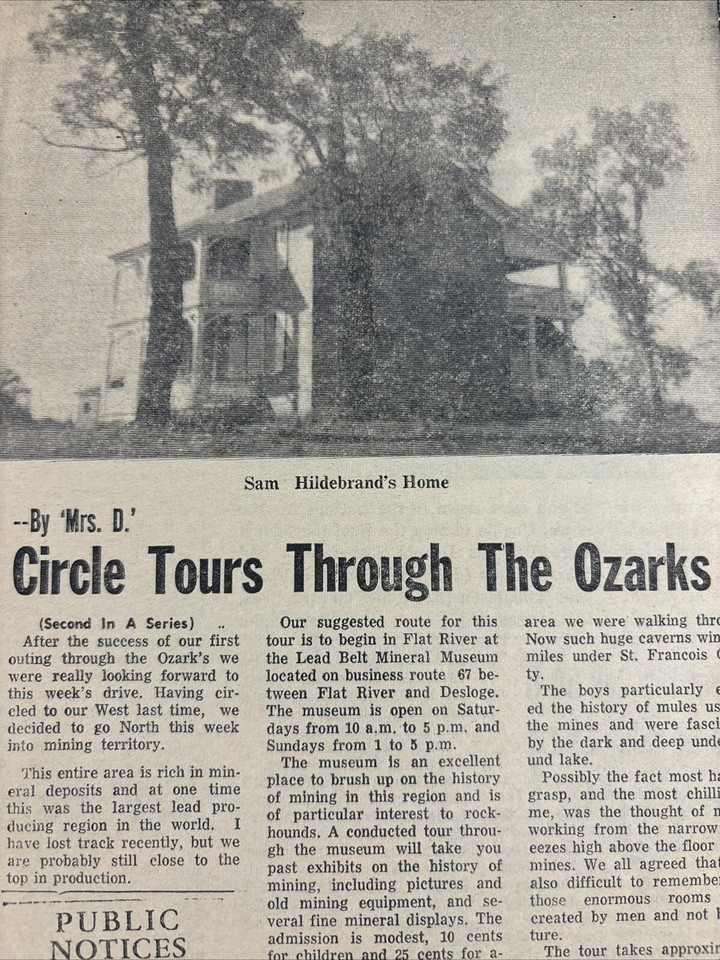 Sam Hildebrand's Home
--By 'Mrs. D.'
Circle Tours Through The Ozarks
(Second In A Series) ..
After the success of our first
outing through the Ozark's we
were really looking forward to
this week's drive. Having cir-
cled to our West last time, we
decided to go North this week
into mining territory.
This entire area is rich in min-
eral deposits and at one time
this was the largest lead pro-
ducing region in the world. I
have lost track recently, but we
are probably still close to the
top in production.
PUBLIC
NOTICES
Our suggested route for this
tour is to begin in Flat River at
the Lead Belt Mineral Museum
located on business route 67 be-
tween Flat River and Desloge.
The museum is open on Satur-
days from 10 a.m. to 5 p.m. and
Sundays from 1 to 5 p.m.
The museum is an excellent
place to brush up on the history
of mining in this region and is
of particular interest to rock-
hounds. A conducted tour throu-
gh the museum will take you
past exhibits on the history of
mining, including pictures and
old mining equipment, and se-
veral fine mineral displays. The
admission is modest, 10 cents
for children and 25 cents for a-
area we were walking thro
Now such huge caverns win
miles under St. Francois
ty.
The boys particularly e
ed the history of mules us
the mines and were fasci
by the dark and deep unde
und lake.
Possibly the fact most ha
grasp, and the most chilli
me, was the thought of m
working from the narrow
eezes high above the floor
mines. We all agreed that
also difficult to remember
those enormous rooms
created by men and not b
ture.
The tour takes approxim